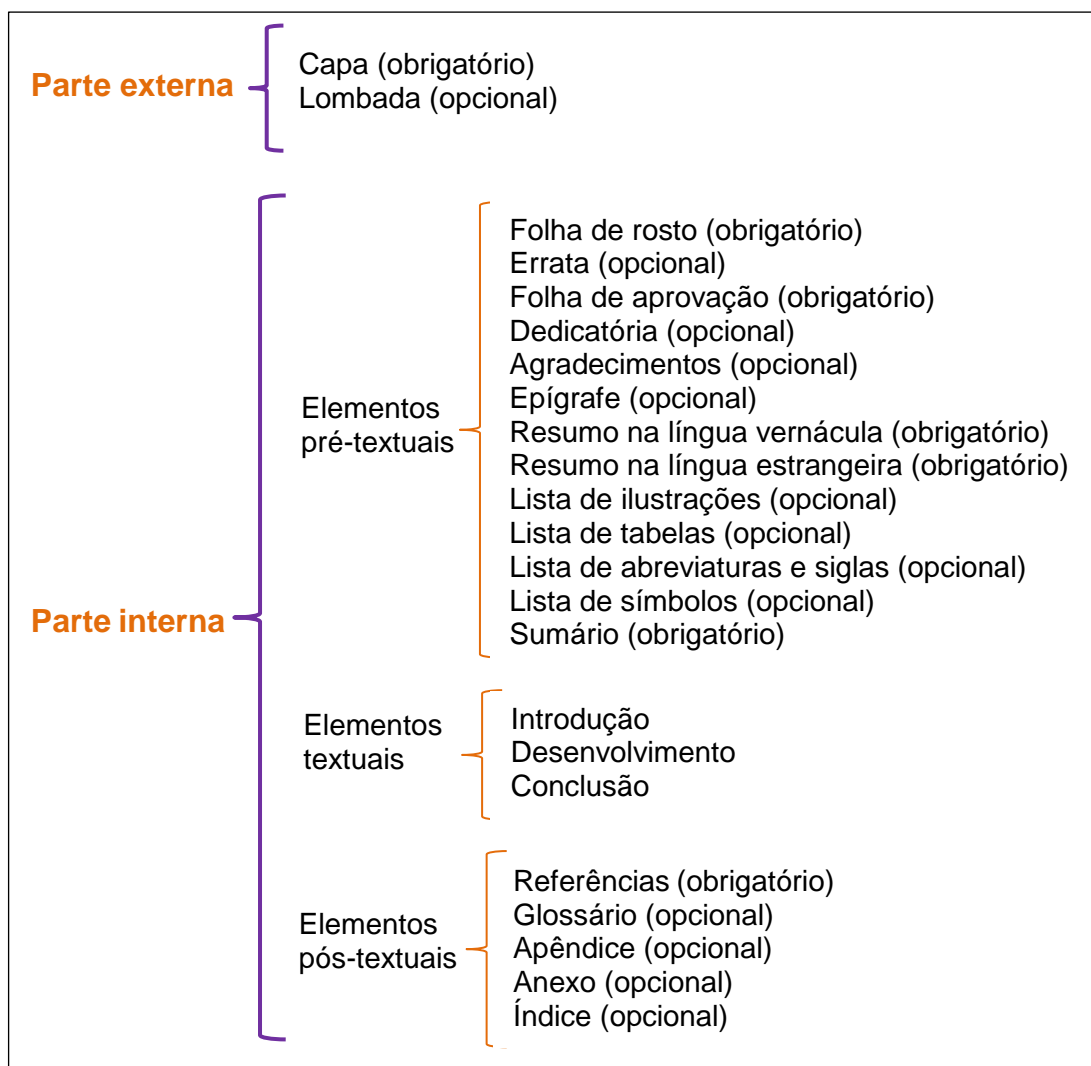 Parte externa
Capa (obrigatório)
Lombada (opcional)
Parte interna
Elementos
pré-textuais
Folha de rosto (obrigatório)
Errata (opcional)
Folha de aprovação (obrigatório)
Dedicatória (opcional)
Agradecimentos (opcional)
Epígrafe (opcional)
Resumo na língua vernácula (obrigatório)
Resumo na língua estrangeira (obrigatório)
Lista de ilustrações (opcional)
Lista de tabelas (opcional)
Lista de abreviaturas e siglas (opcional)
Lista de símbolos (opcional)
Sumário (obrigatório)
Elementos
textuais
Introdução
Desenvolvimento
Conclusão
Elementos
pós-textuais
Referências (obrigatório)
Glossário (opcional)
Apêndice (opcional)
Anexo (opcional)
Índice (opcional)